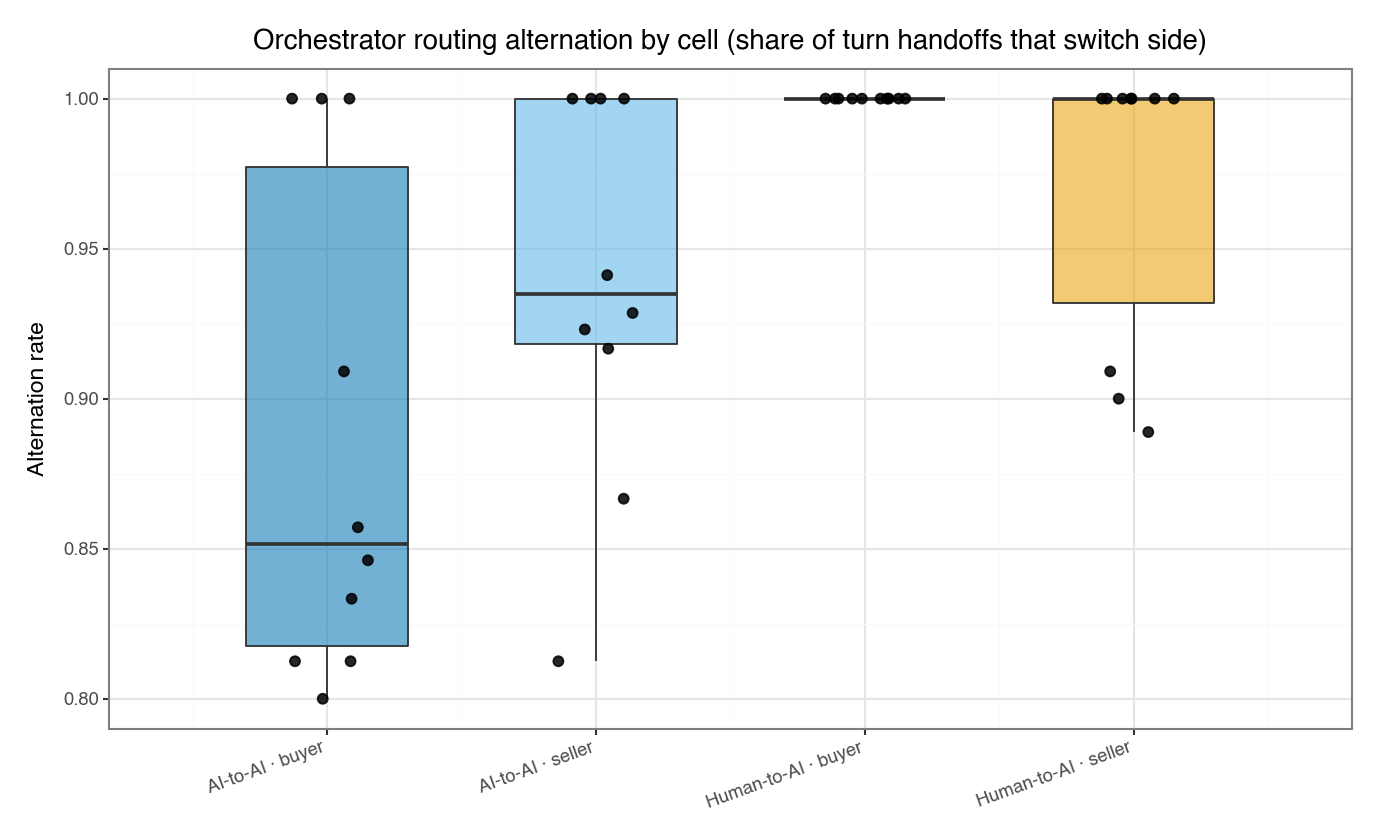 Orchestrator routing alternation by cell (share of turn handoffs that switch side)
Alternation rate
1.00
0.95
0.90
0.85
0.80
AI-to-AI · buyer
AI-to-AI · seller
Human-to-AI · buyer
Human-to-AI · seller